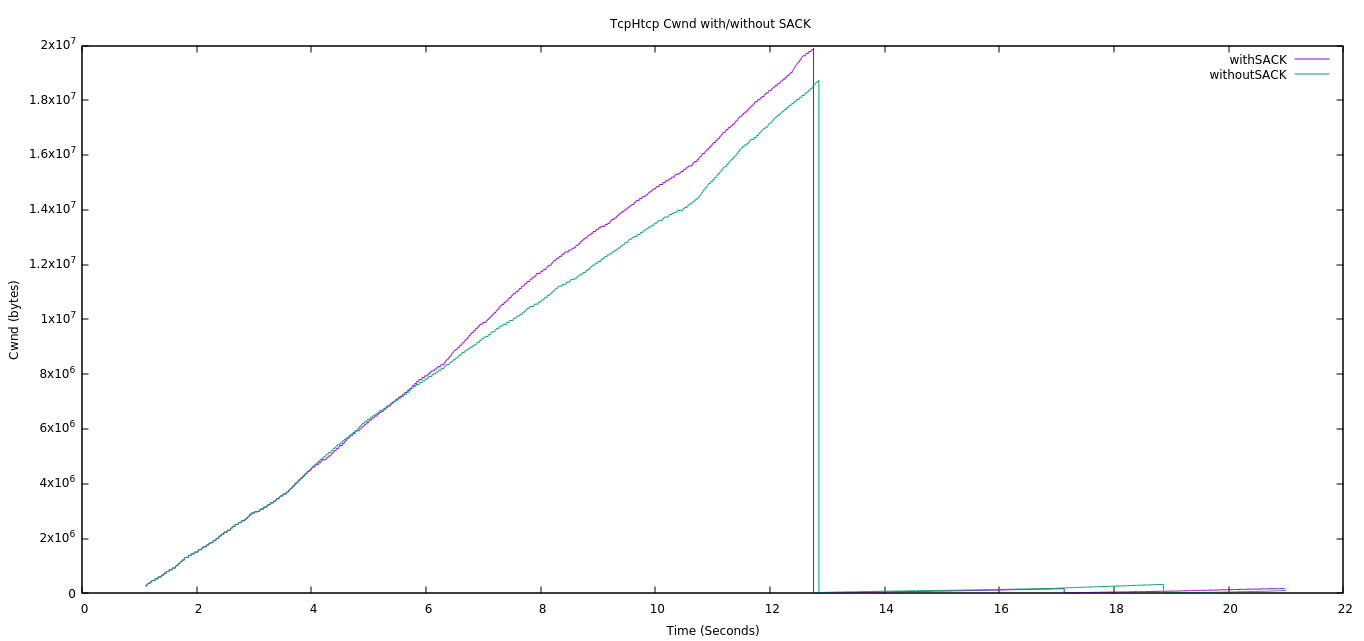 TcpHtcp Cwnd with/without SACK
withSACK
withoutSACK
2x10⁷
1.8x10⁷
1.6x10⁷
1.4x10⁷
1.2x10⁷
1x10⁷
8x10⁶
6x10⁶
4x10⁶
2x10⁶
0
Cwnd (bytes)
0 2 4 6 8 10 12 14 16 18 20 22
Time (Seconds)